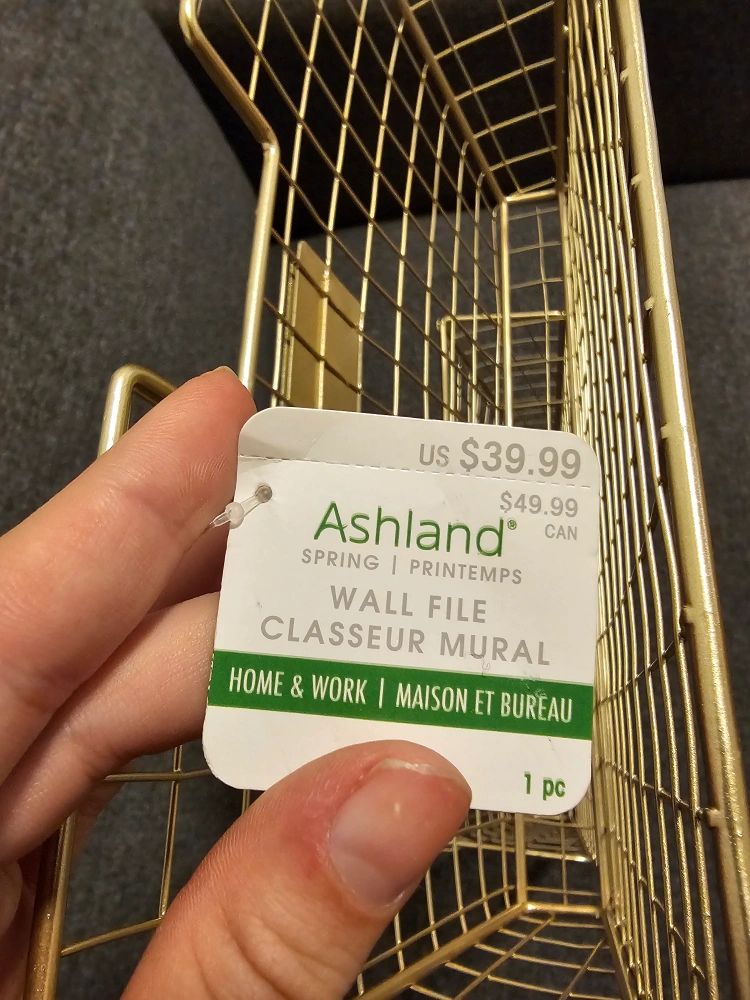 US $39.99
$49.99
CAN
Ashland®
SPRING | PRINTEMPS
WALL FILE
CLASSEUR MURAL
HOME & WORK | MAISON ET BUREAU
1 pc